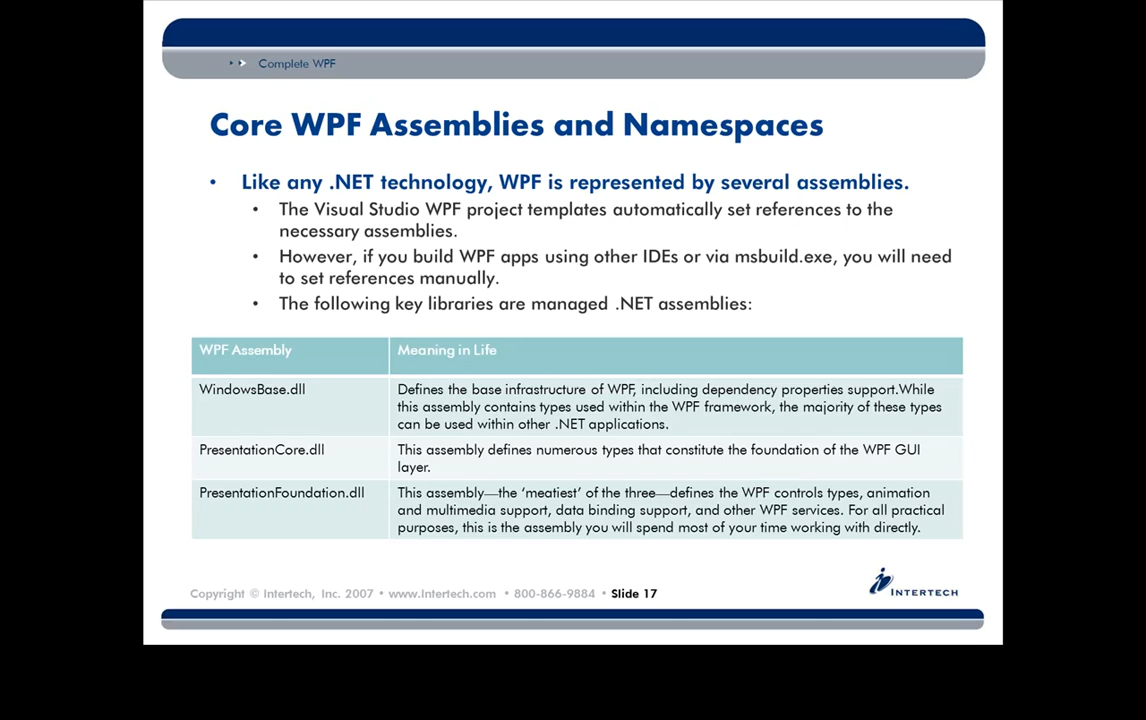 Complete WPF
Core WPF Assemblies and Namespaces
• Like any .NET technology, WPF is represented by several assemblies.
• The Visual Studio WPF project templates automatically set references to the
necessary assemblies.
• However, if you build WPF apps using other IDEs or via msbuild.exe, you will need
to set references manually.
• The following key libraries are managed .NET assemblies:
WPF Assembly
Meaning in Life
WindowsBase.dll
Defines the base infrastructure of WPF, including dependency properties support.While
this assembly contains types used within the WPF framework, the majority of these types
can be used within other .NET applications.
PresentationCore.dll
This assembly defines numerous types that constitute the foundation of the WPF GUI
layer.
PresentationFoundation.dll
This assembly—the ‘meatiest’ of the three—defines the WPF controls types, animation
and multimedia support, data binding support, and other WPF services. For all practical
purposes, this is the assembly you will spend most of your time working with directly.
Copyright © Intertech, Inc. 2007 • www.Intertech.com • 800-866-9884 • Slide 17
INTERTECH